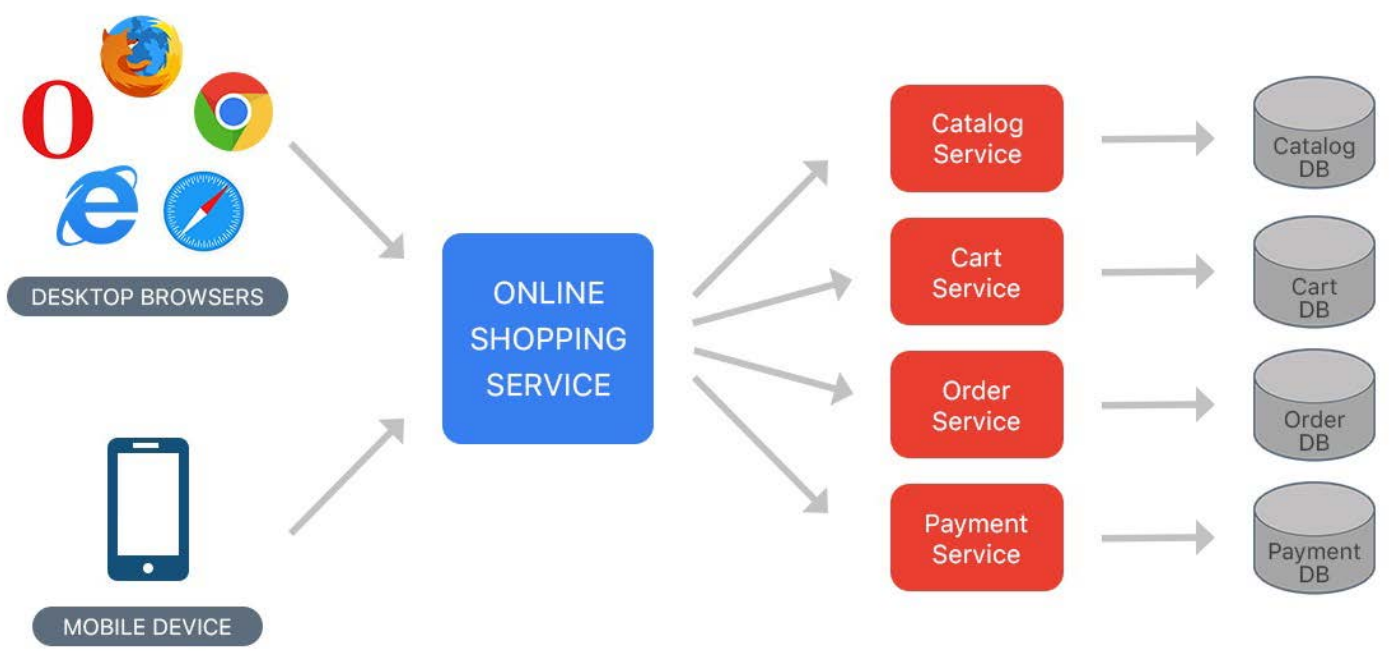 DESKTOP BROWSERS
MOBILE DEVICE
ONLINE
SHOPPING
SERVICE
Catalog
Service
Cart
Service
Order
Service
Payment
Service
Catalog
DB
Cart
DB
Order
DB
Payment
DB